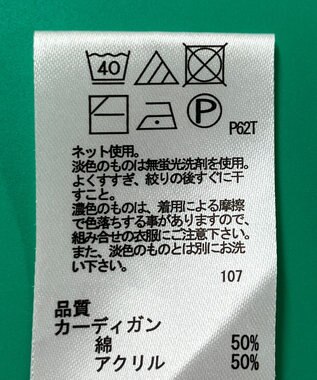 40
P
P62T
ネット使用。
淡色のものは無蛍光洗剤を使用。
よくすすぎ、絞りの後すぐに干
すこと。
濃色のものは、着用による摩擦
で色落ちする事がありますので、
組み合せの衣服にご注意下さい。
また、淡色のものとは別にお洗
い下さい。
107
品質
カーディガン
綿 50%
アクリル 50%